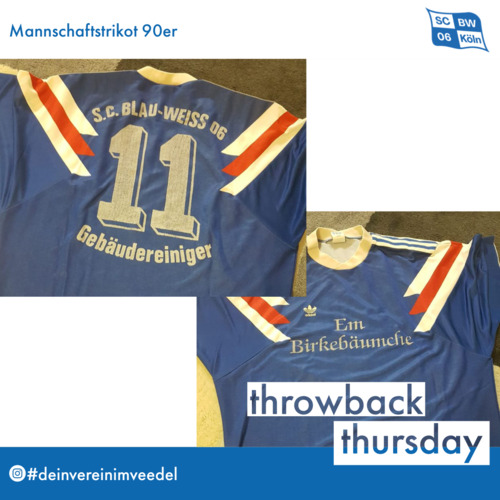 Mannschaftstrikot 90er
SC BW
06 Köln
S.C. BLAU-WEISS 06
11
Gebäudereiniger
Em
Birkebäumche
throwback
thursday
#deinvereinimveedel